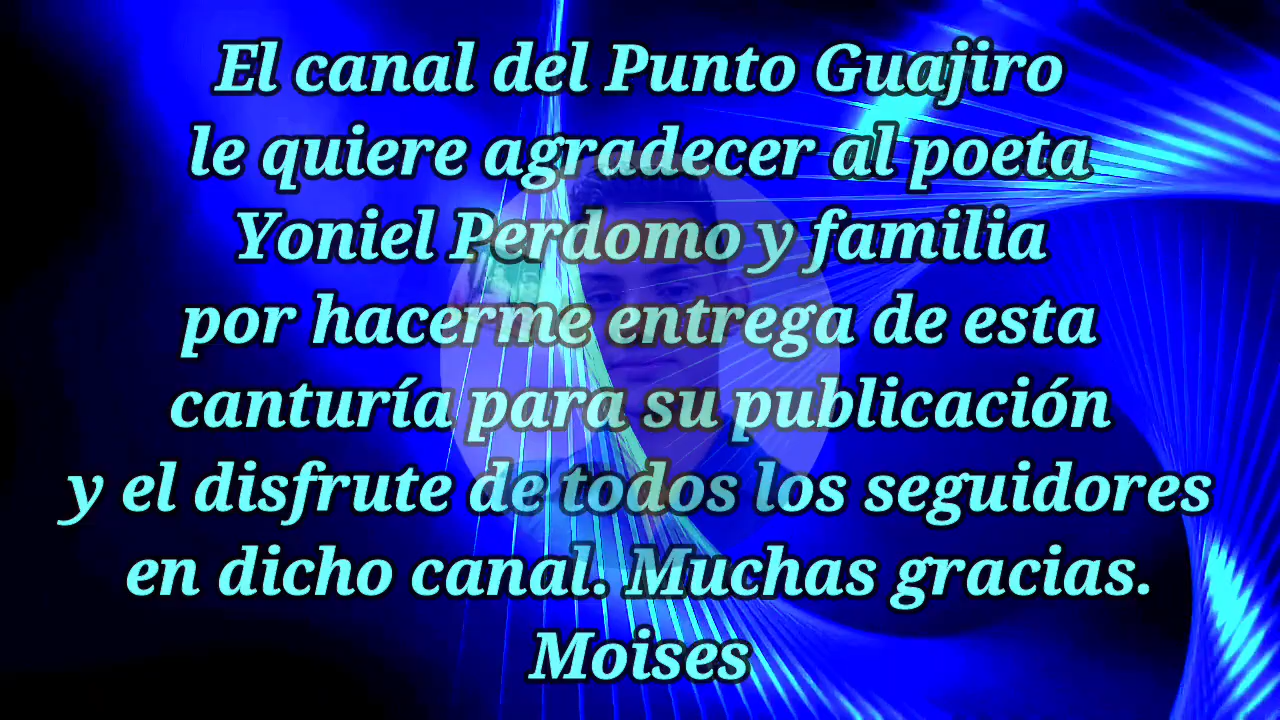 El canal del Punto Guajiro
le quiere agradecer al poeta
Yoniel Perdomo y familia
por hacerme entrega de esta
canturía para su publicación
y el disfrute de todos los seguidores
en dicho canal. Muchas gracias.
Moises